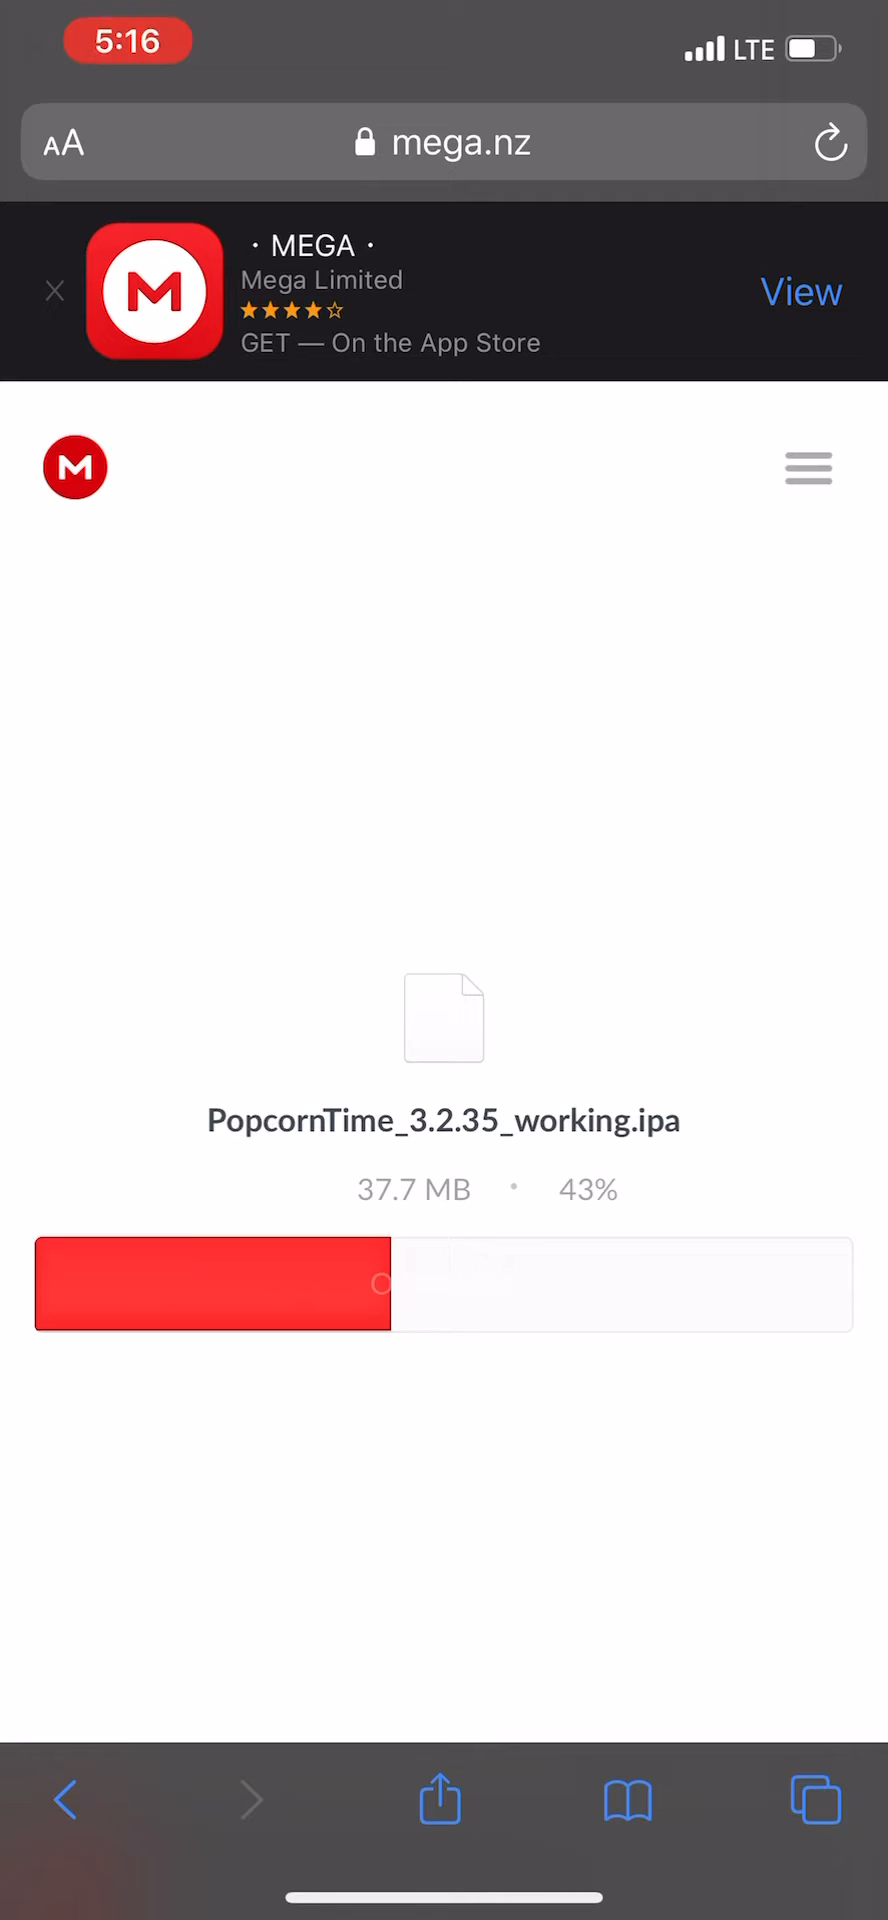 5:16
LTE
AA
mega.nz
· MEGA ·
Mega Limited
GET — On the App Store
View
PopcornTime_3.2.35_working.ipa
37.7 MB · 43%